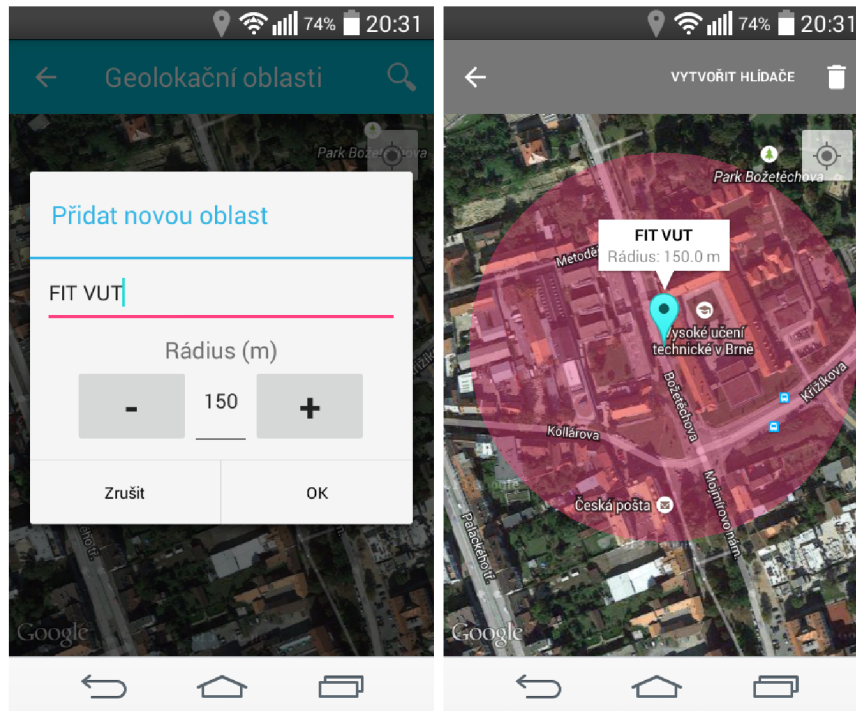 74% 20:31
Geolokační oblasti
Park Božetěchova
Přidat novou oblast
FIT VUT
Rádius (m)
- 150 +
Zrušit OK
Google
74% 20:31
VYTVOŘIT HLÍDAČE
Park Božetěchova
FIT VUT
Rádius: 150.0 m
Vysoké učení
technické v Brně
Božetěchova
Křižíkova
Kollárova
Mojmírovo nám.
Česká pošta
Palackého tř.
Google